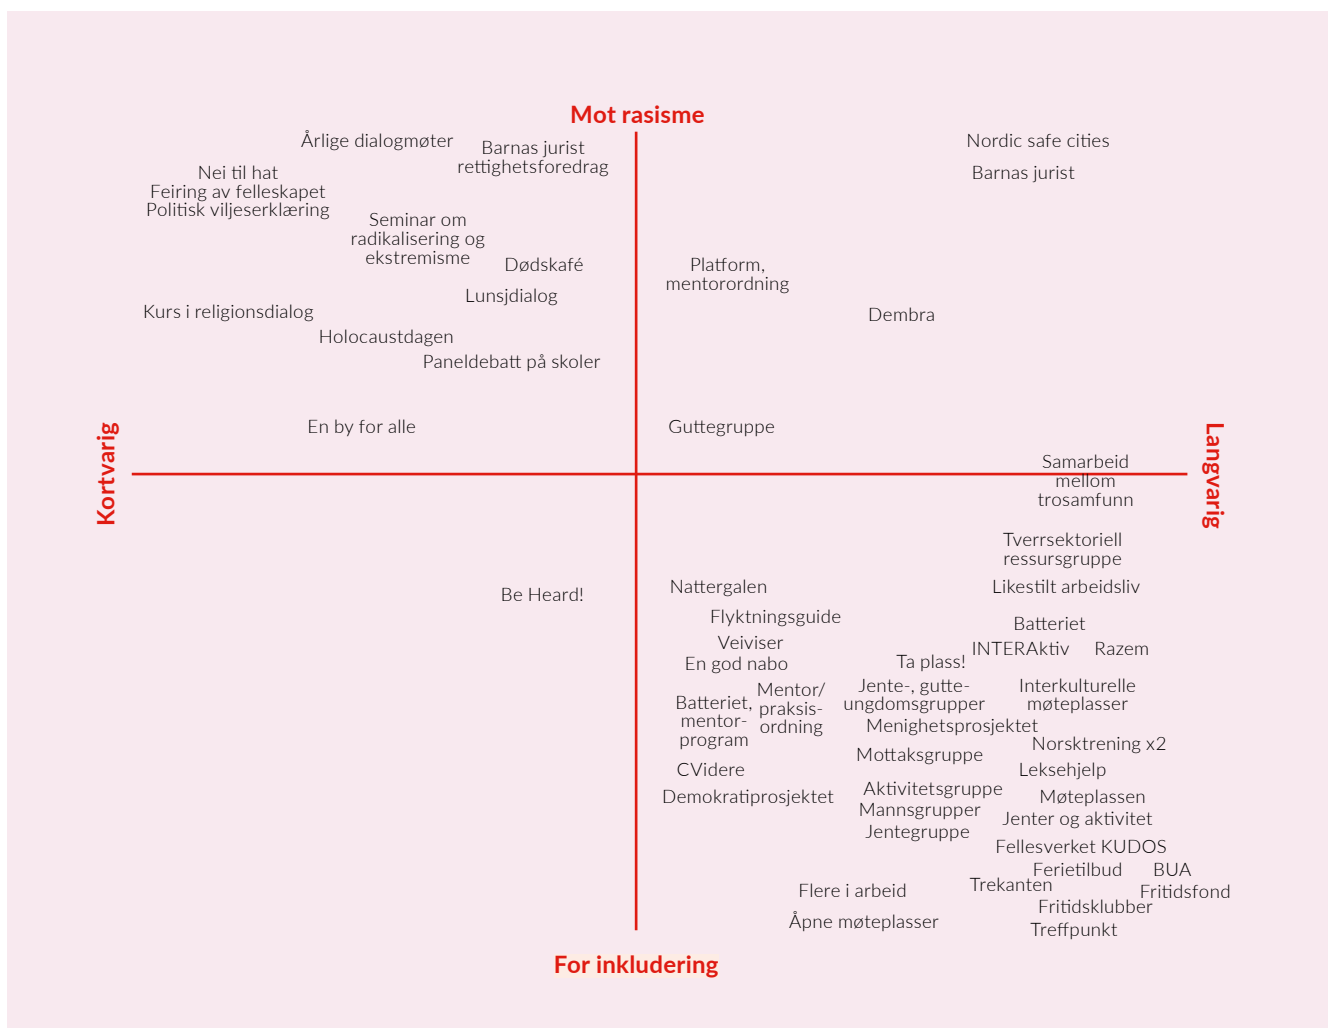 Mot rasisme
Årlige dialogmøter
Barnas jurist
rettighetsforedrag
Nei til hat
Feiring av felleskapet
Politisk viljeserklæring
Seminar om
radikalisering og
ekstremisme
Dødskafé
Lunsjdialog
Kurs i religionsdialog
Holocaustdagen
Paneldebatt på skoler
En by for alle
Nordic safe cities
Barnas jurist
Platform,
mentorordning
Dembra
Guttegruppe
Kortvarig
Langvarig
Samarbeid
mellom
trosamfunn
Be Heard!
Tverrsektoriell
ressursgruppe
Nattergalen
Likestilt arbeidsliv
Flyktningsguide
Batteriet
Veiviser
INTERAktiv
Razem
En god nabo
Ta plass!
Batteriet,
mentor-
program
Mentor/
praksis-
ordning
Jente-, gutte-
ungdomsgrupper
Interkulturelle
møteplasser
Menighetsprosjektet
Norsktrening x2
Mottaksgruppe
CVidere
Leksehjelp
Demokratiprosjektet
Aktivitetsgruppe
Møteplassen
Mannsgrupper
Jenter og aktivitet
Jentegruppe
Fellesverket KUDOS
Ferietilbud
BUA
Trekanten
Flere i arbeid
Fritidsfond
Fritidsklubber
Åpne møteplasser
Treffpunkt
For inkludering